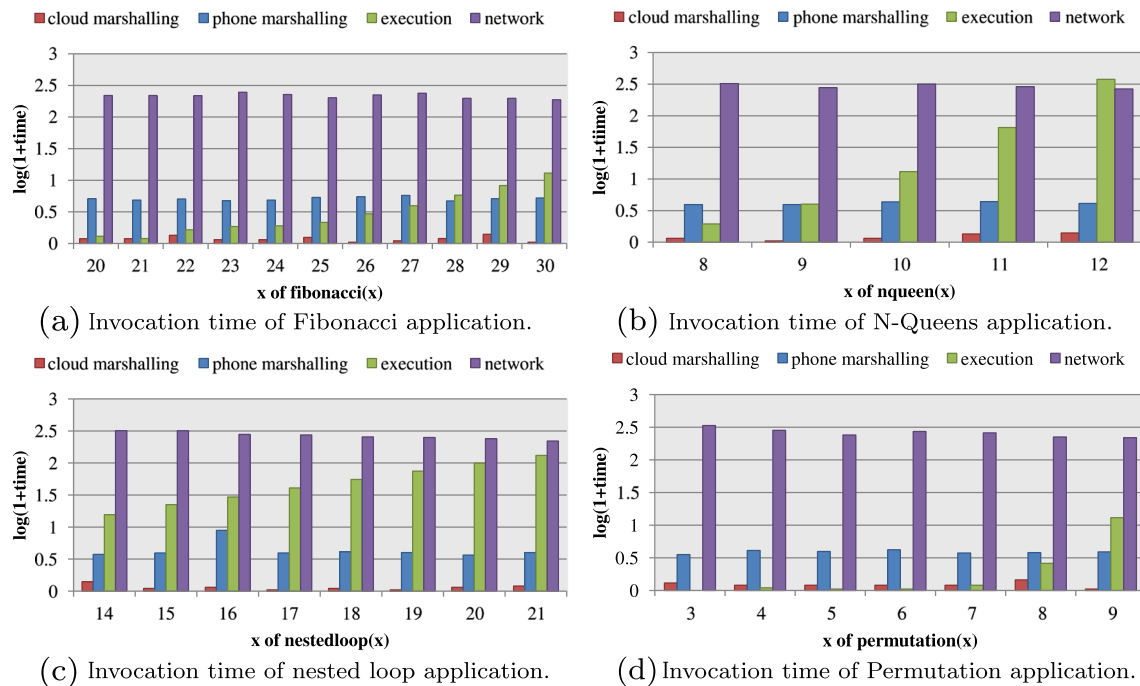 cloud marshalling phone marshalling execution network
3
2.5
2
1.5
1
0.5
0
log(1+time)
20 21 22 23 24 25 26 27 28 29 30
x of fibonacci(x)
(a) Invocation time of Fibonacci application.
cloud marshalling phone marshalling execution network
3
2.5
2
1.5
1
0.5
0
log(1+tiime)
8 9 10 11 12
x of nqueen(x)
(b) Invocation time of N-Queens application.
cloud marshalling phone marshalling execution network
3
2.5
2
1.5
1
0.5
0
log(1+time)
14 15 16 17 18 19 20 21
x of nestedloop(x)
(c) Invocation time of nested loop application.
cloud marshalling phone marshalling execution network
3
2.5
2
1.5
1
0.5
0
log(1+time)
3 4 5 6 7 8 9
x of permutation(x)
(d) Invocation time of Permutation application.